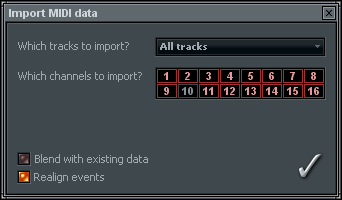 Import MIDI data
Which tracks to import? All tracks
Which channels to import? 1 2 3 4 5 6 7 8
9 10 11 12 13 14 15 16
Blend with existing data
Realign events